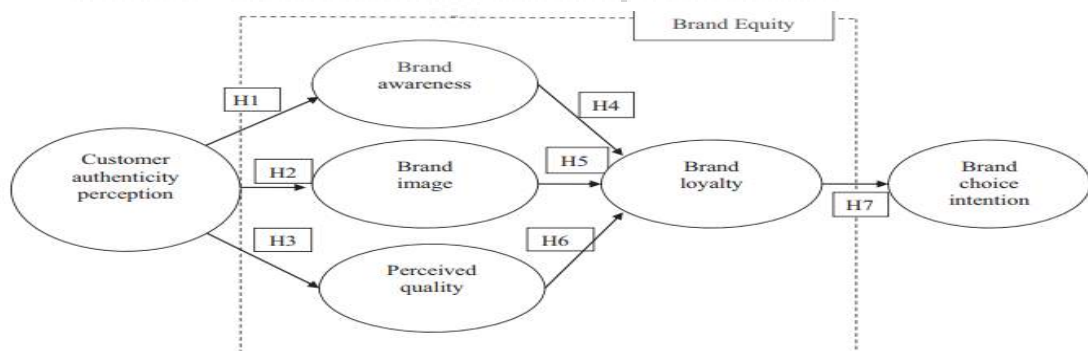 Brand Equity
Brand
awareness
H1
H4
Customer
authenticity
perception
H2
Brand
image
H5
Brand
loyalty
Brand
choice
intention
H7
H3
H6
Perceived
quality